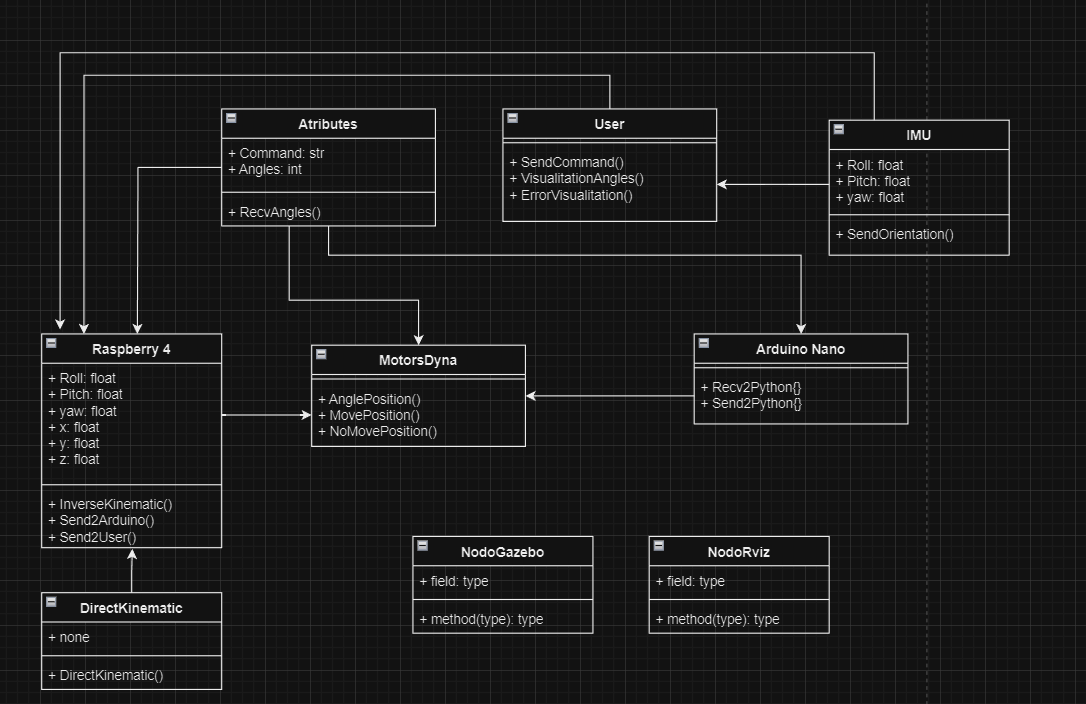 Atributes
+ Command: str
+ Angles: int
+ RecvAngles()
User
+ SendCommand()
+ VisualitationAngles()
+ ErrorVisualitation()
IMU
+ Roll: float
+ Pitch: float
+ yaw: float
+ SendOrientation()
Raspberry 4
+ Roll: float
+ Pitch: float
+ yaw: float
+ x: float
+ y: float
+ z: float
+ InverseKinematic()
+ Send2Arduino()
+ Send2User()
MotorsDyna
+ AnglePosition()
+ MovePosition()
+ NoMovePosition()
Arduino Nano
+ Recv2Python{}
+ Send2Python{}
DirectKinematic
+ none
+ DirectKinematic()
NodoGazebo
+ field: type
+ method(type): type
NodoRviz
+ field: type
+ method(type): type